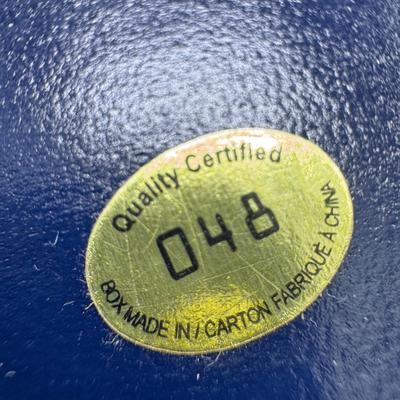 Quality Certified
048
BOX MADE IN / CARTON FABRIQUÉ À CHINA